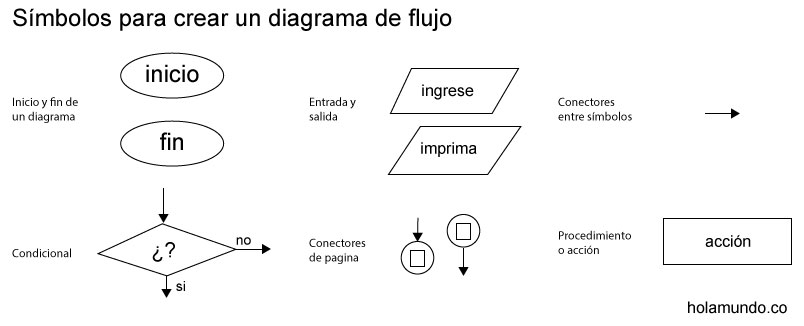 Símbolos para crear un diagrama de flujo
Inicio y fin de
un diagrama
inicio
fin
Entrada y
salida
ingrese
imprima
Conectores
entre símbolos
Condicional
¿?
no
si
Conectores
de pagina
Procedimiento
o acción
acción
holamundo.co